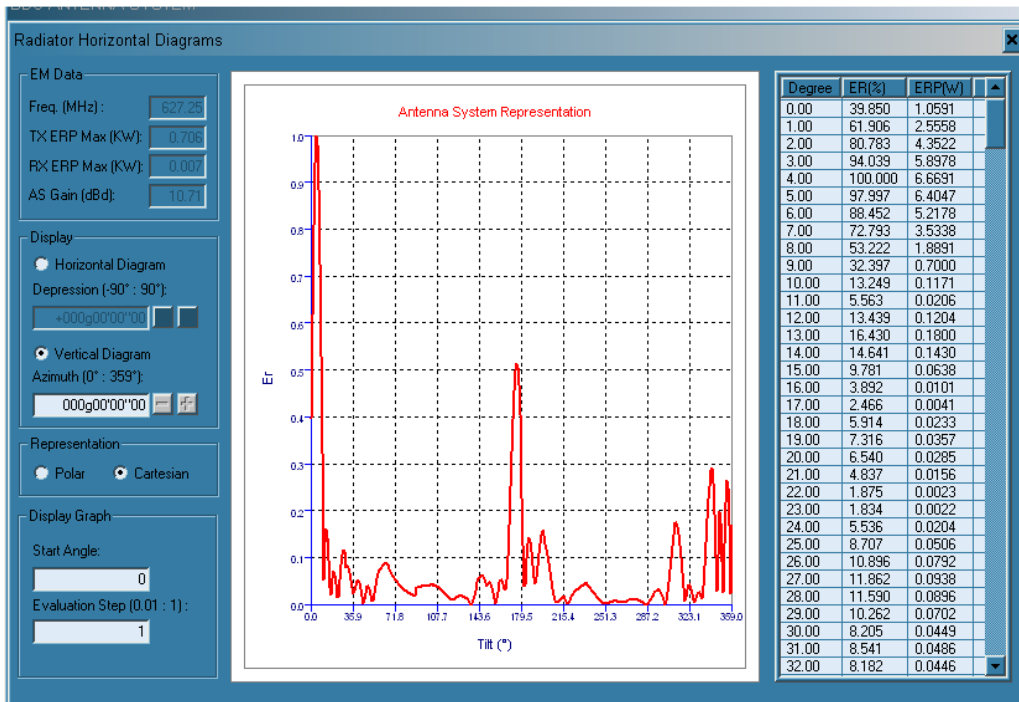 Radiator Horizontal Diagrams
EM Data
Freq. (MHz) : 627.25
TX ERP Max (KW): 0.706
RX ERP Max (KW): 0.007
AS Gain (dBd): 10.71
Display
Horizontal Diagram
Depression (-90° : 90°):
+000g00'00"00
Vertical Diagram
Azimuth (0° : 359°):
000g00'00"00
Representation
Polar Cartesian
Display Graph
Start Angle:
0
Evaluation Step (0.01 : 1) :
1
Antenna System Representation
1.0
0.9
0.8
0.7
0.6
0.5
0.4
0.3
0.2
0.1
0.0
Er
0.0 35.9 71.8 107.7 143.6 179.5 215.4 251.3 287.2 323.1 359.0
Tilt (°)
Degree ER(%) ERP(W)
0.00 39.850 1.0591
1.00 61.906 2.5558
2.00 80.783 4.3522
3.00 94.039 5.8978
4.00 100.000 6.6691
5.00 97.997 6.4047
6.00 88.452 5.2178
7.00 72.793 3.5338
8.00 53.222 1.8891
9.00 32.397 0.7000
10.00 13.249 0.1171
11.00 5.563 0.0206
12.00 13.439 0.1204
13.00 16.430 0.1800
14.00 14.641 0.1430
15.00 9.781 0.0638
16.00 3.892 0.0101
17.00 2.466 0.0041
18.00 5.914 0.0233
19.00 7.316 0.0357
20.00 6.540 0.0285
21.00 4.837 0.0156
22.00 1.875 0.0023
23.00 1.834 0.0022
24.00 5.536 0.0204
25.00 8.707 0.0506
26.00 10.896 0.0792
27.00 11.862 0.0938
28.00 11.590 0.0896
29.00 10.262 0.0702
30.00 8.205 0.0449
31.00 8.541 0.0486
32.00 8.182 0.0446